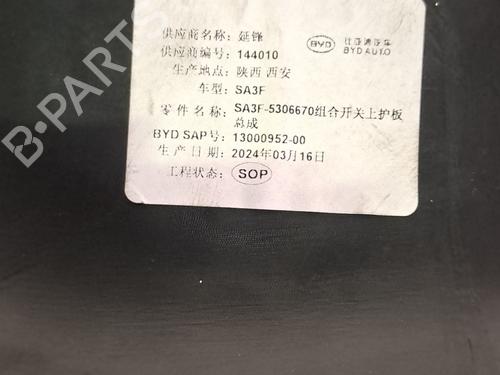 供应商名称: 延锋
供应商编号: 144010
生产地点: 陕西 西安
车型: SA3F
零件名称: SA3F-5306670组合开关上护板
总成
BYD SAP号: 13000952-00
生产日期: 2024年03月16日
工程状态: SOP
BYD 比亚迪汽车
BYD AUTO
B-PARTS